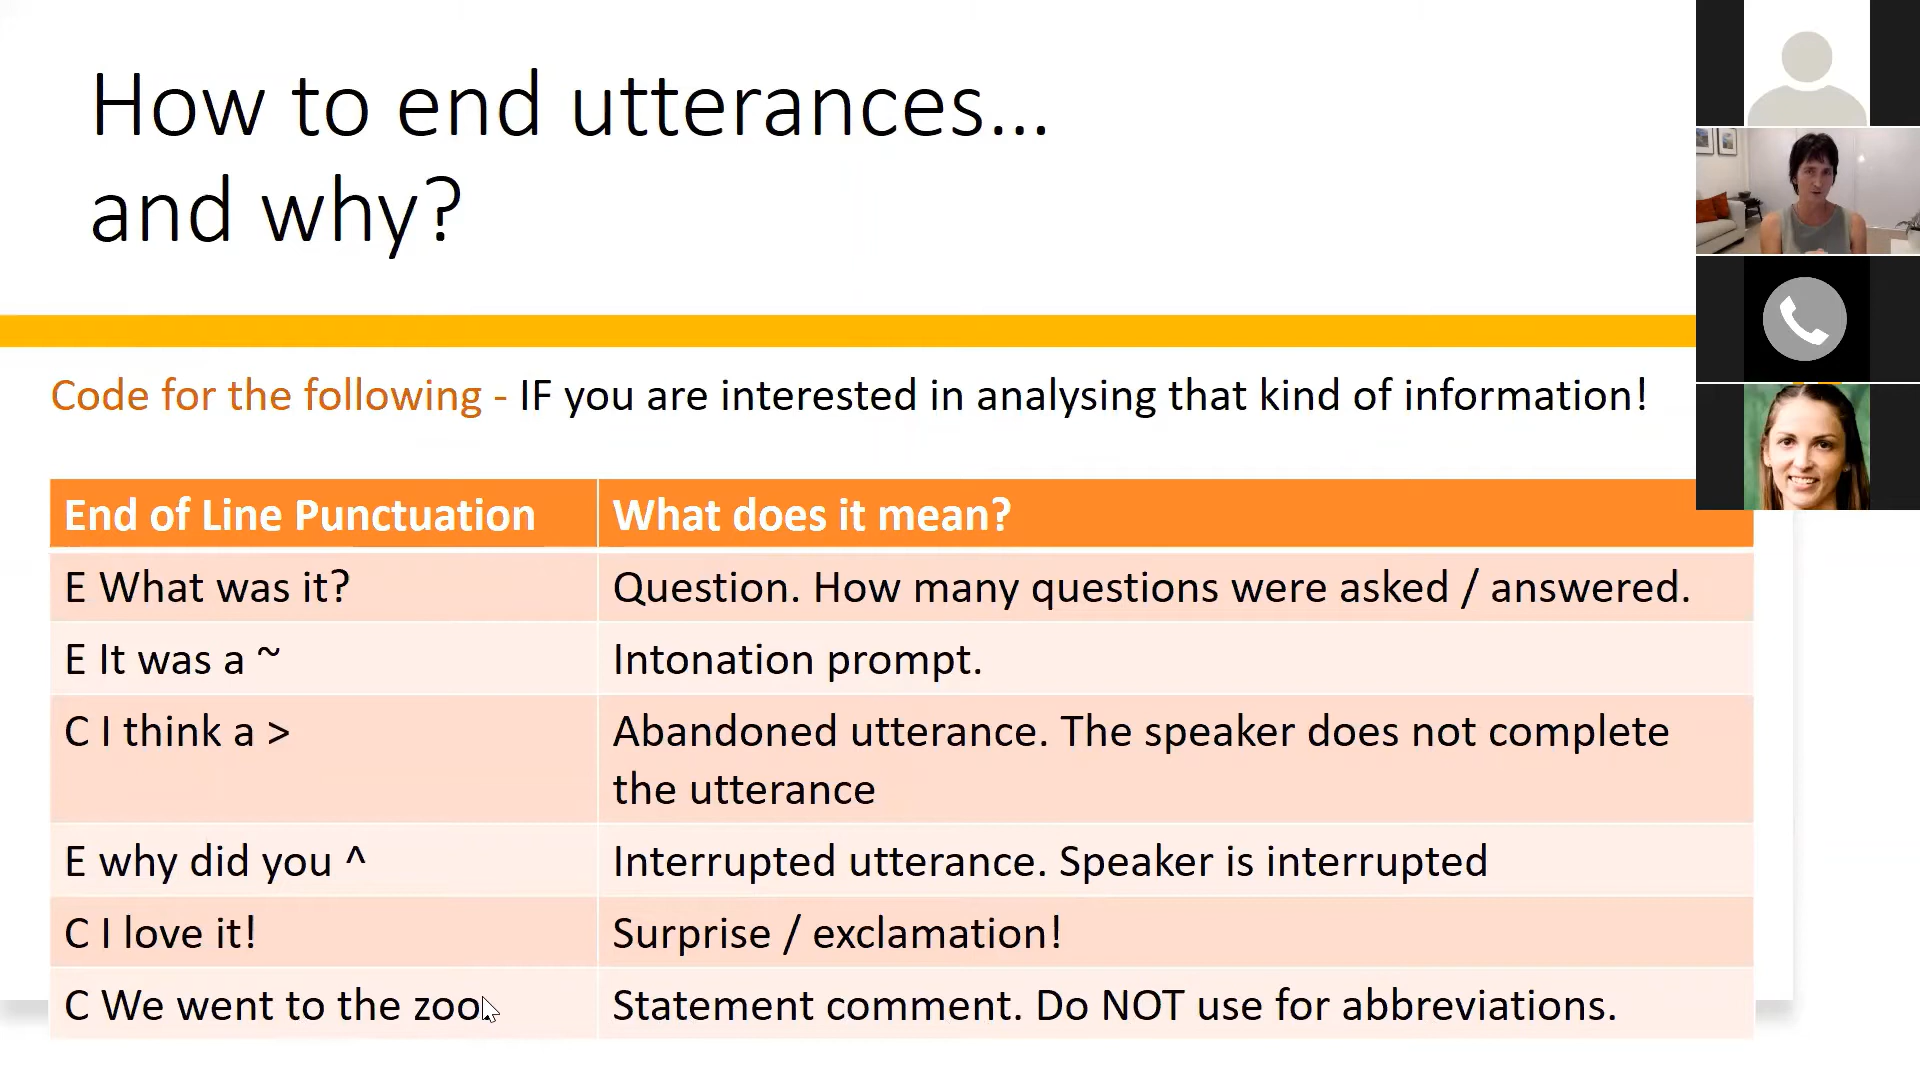 How to end utterances...
and why?
Code for the following - IF you are interested in analysing that kind of information!
End of Line Punctuation
What does it mean?
E What was it?
Question. How many questions were asked / answered.
E It was a ~
Intonation prompt.
C I think a >
Abandoned utterance. The speaker does not complete
the utterance
E why did you ^
Interrupted utterance. Speaker is interrupted
C I love it!
Surprise / exclamation!
C We went to the zoo.
Statement comment. Do NOT use for abbreviations.